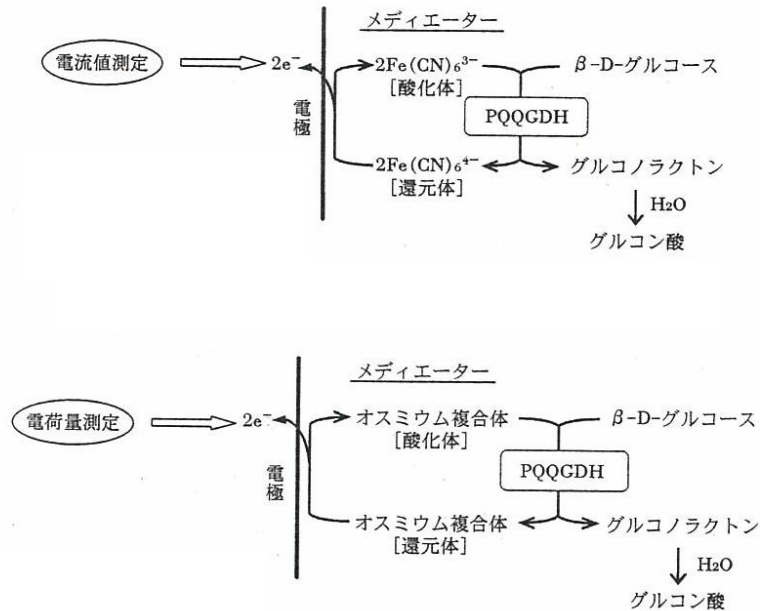 メディエーター
電流値測定
2e⁻
2Fe(CN)₆³⁻
[酸化体]
β-D-グルコース
電極
PQQGDH
2Fe(CN)₆⁴⁻
[還元体]
グルコノラクトン
H₂O
グルコン酸
メディエーター
電荷量測定
2e⁻
オスミウム複合体
[酸化体]
β-D-グルコース
電極
PQQGDH
オスミウム複合体
[還元体]
グルコノラクトン
H₂O
グルコン酸